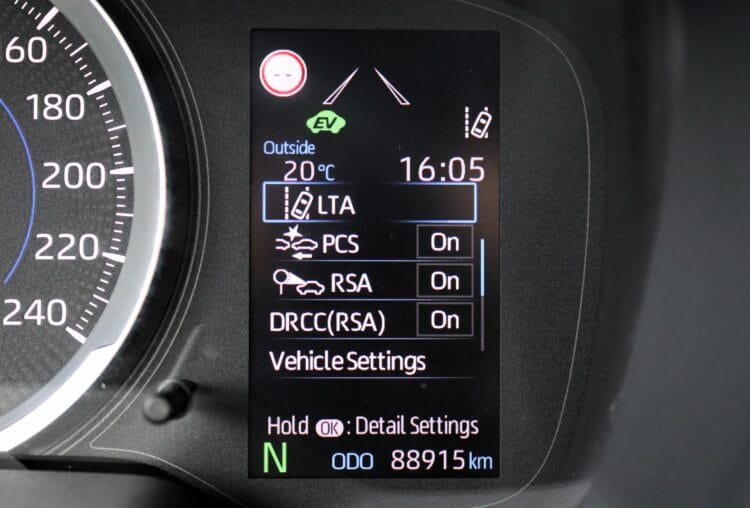 60
180
200
220
240
--
EV
Outside
20°C 16:05
LTA
PCS On
RSA On
DRCC(RSA) On
Vehicle Settings
Hold OK: Detail Settings
N ODO 88915 km